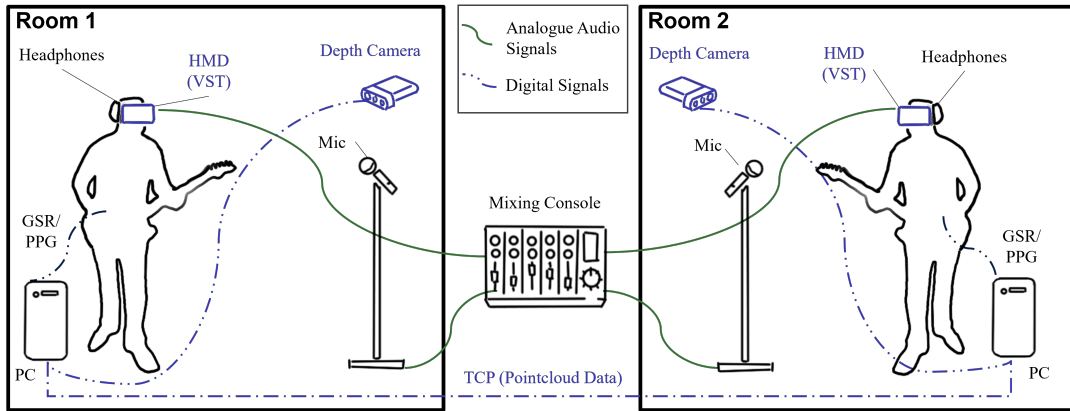 Room 1
Headphones
HMD
(VST)
Depth Camera
Mic
GSR/
PPG
PC
Analogue Audio
Signals
Digital Signals
Mixing Console
TCP (Pointcloud Data)
Room 2
Depth Camera
HMD
(VST)
Headphones
Mic
GSR/
PPG
PC